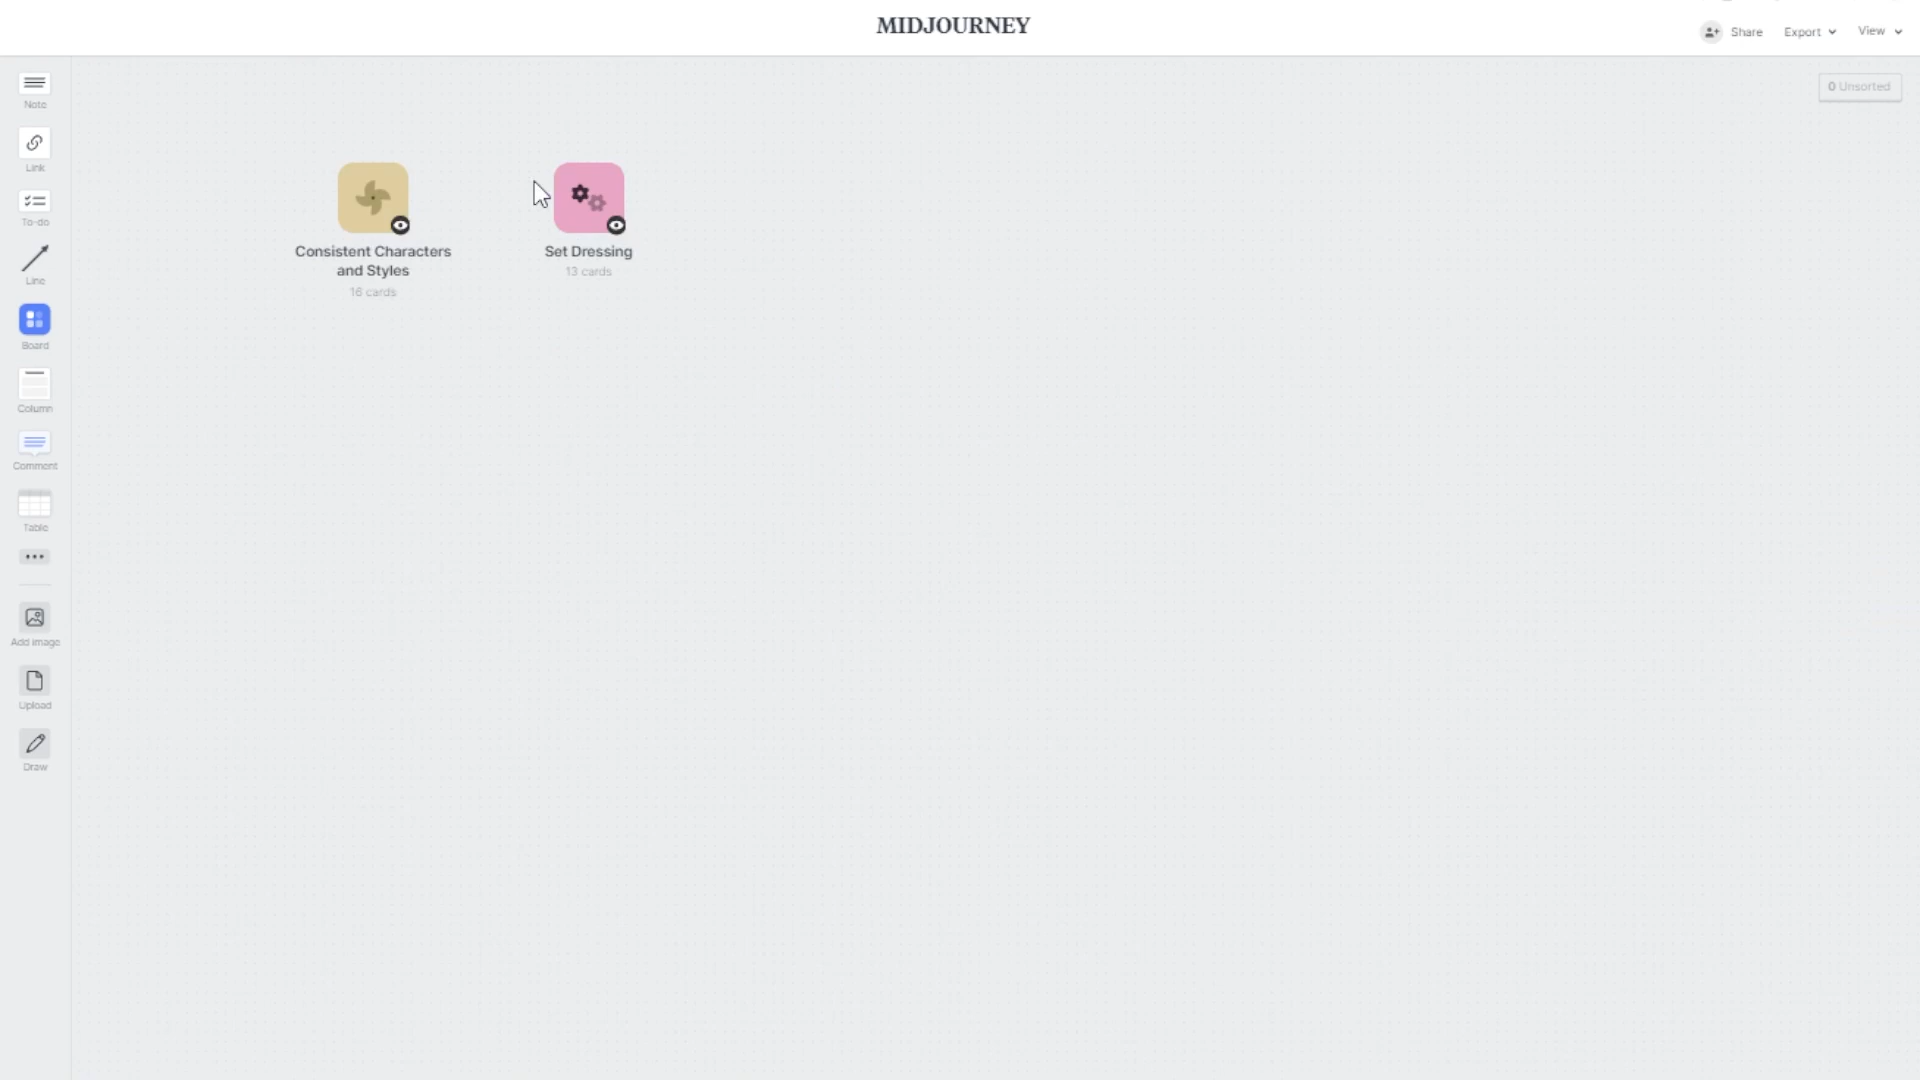 MIDJOURNEY
Share
Export
View
0 Unsorted
Note
Link
To-do
Line
Board
Column
Comment
Table
Add image
Upload
Draw
Consistent Characters
and Styles
16 cards
Set Dressing
13 cards